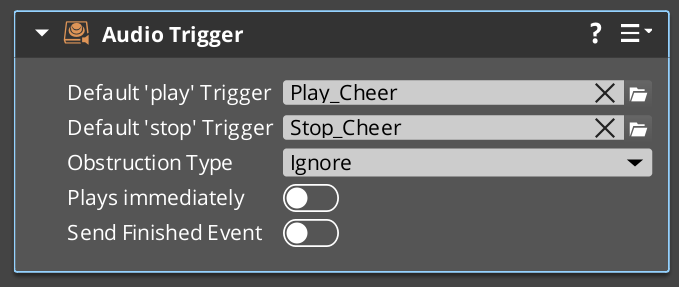 Audio Trigger ?
Default 'play' Trigger Play_Cheer
Default 'stop' Trigger Stop_Cheer
Obstruction Type Ignore
Plays immediately
Send Finished Event